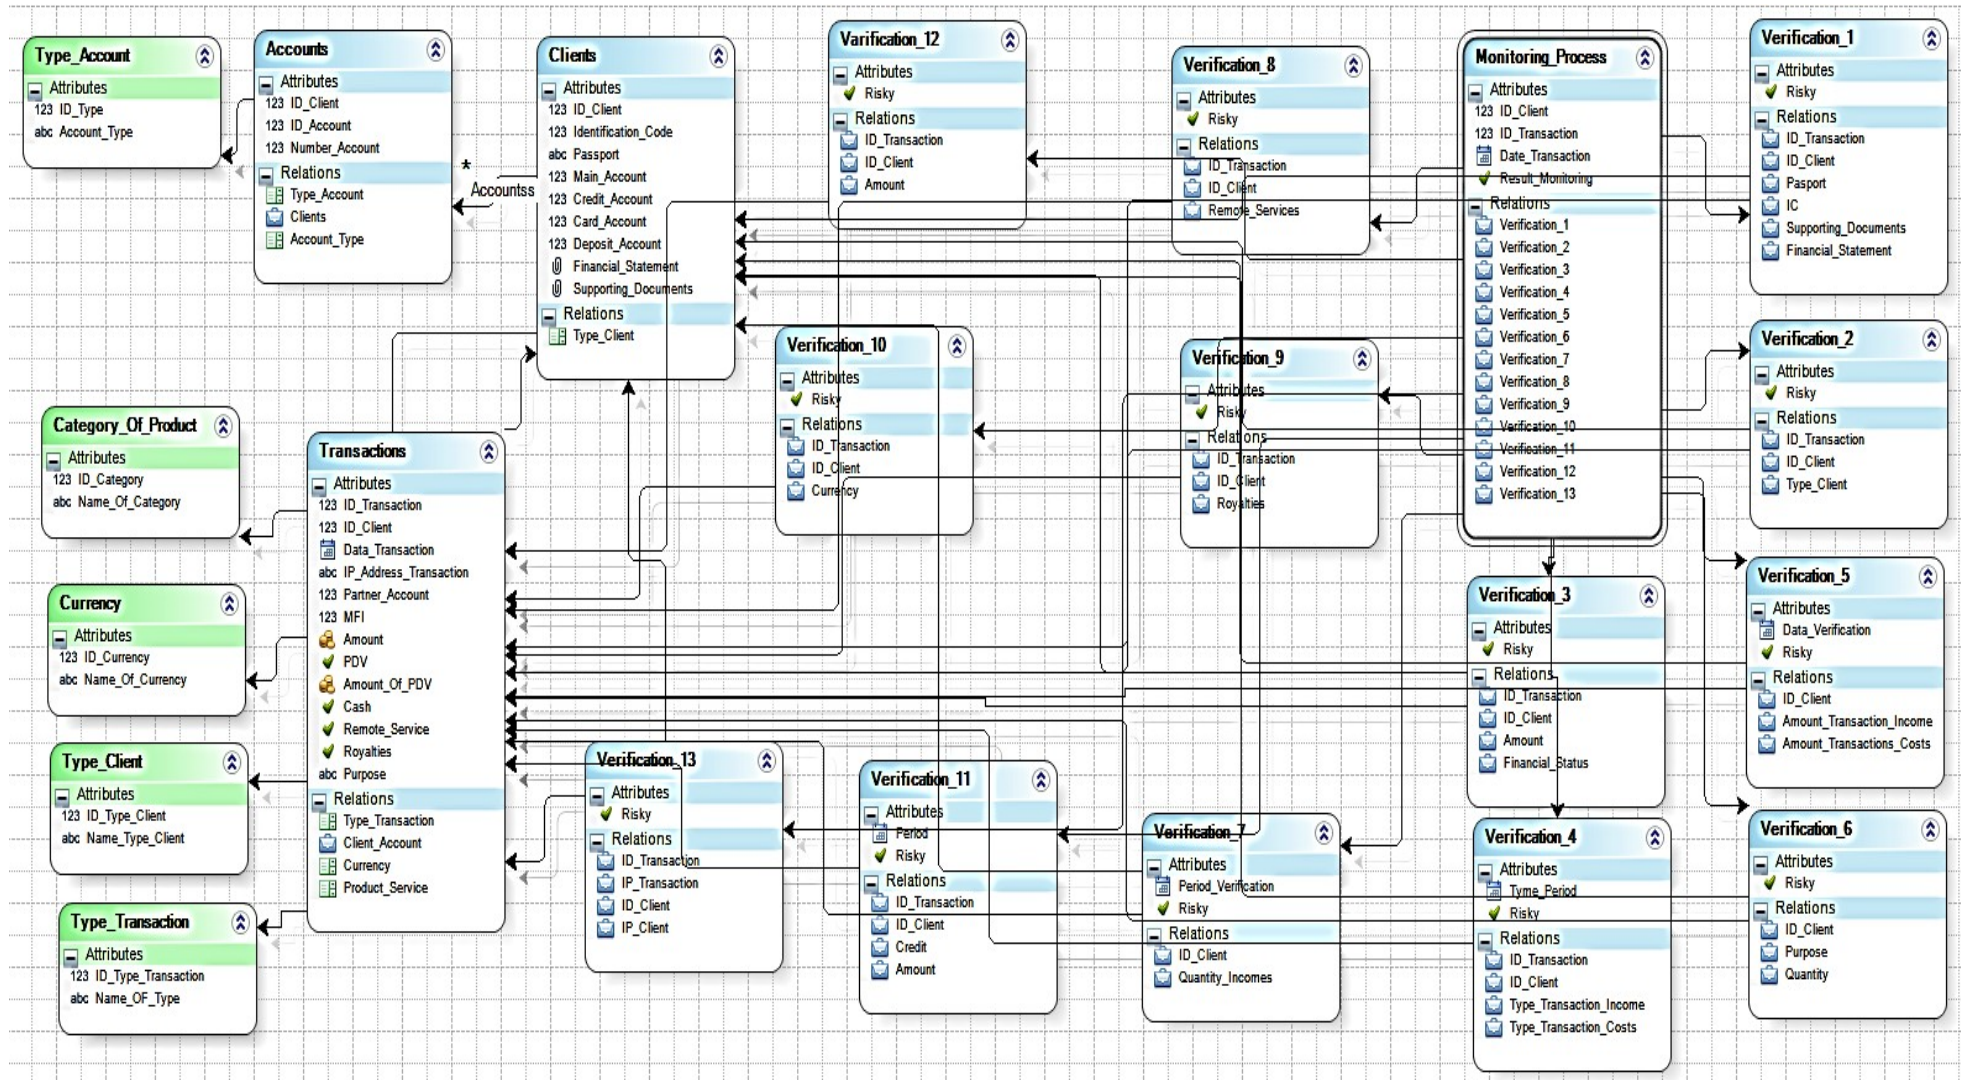 Type_Account
Attributes
123 ID_Type
abc Account_Type
Accounts
Attributes
123 ID_Client
123 ID_Account
123 Number_Account
Relations
Type_Account
Clients
Account_Type
*
Accountss
Clients
Attributes
123 ID_Client
123 Identification_Code
abc Passport
123 Main_Account
123 Credit_Account
123 Card_Account
123 Deposit_Account
Financial_Statement
Supporting_Documents
Relations
Type_Client
Varification_12
Attributes
Risky
Relations
ID_Transaction
ID_Client
Amount
Verification_8
Attributes
Risky
Relations
ID_Transaction
ID_Client
Remote_Services
Monitoring_Process
Attributes
123 ID_Client
123 ID_Transaction
Date_Transaction
Result_Monitoring
Relations
Verification_1
Verification_2
Verification_3
Verification_4
Verification_5
Verification_6
Verification_7
Verification_8
Verification_9
Verification_10
Verification_11
Verification_12
Verification_13
Verification_1
Attributes
Risky
Relations
ID_Transaction
ID_Client
Pasport
IC
Supporting_Documents
Financial_Statement
Verification_10
Attributes
Risky
Relations
ID_Transaction
ID_Client
Currency
Verification_9
Attributes
Risky
Relations
ID_Transaction
ID_Client
Royalties
Verification_2
Attributes
Risky
Relations
ID_Transaction
ID_Client
Type_Client
Category_Of_Product
Attributes
123 ID_Category
abc Name_Of_Category
Transactions
Attributes
123 ID_Transaction
123 ID_Client
Data_Transaction
abc IP_Address_Transaction
123 Partner_Account
123 MFI
Amount
PDV
Amount_Of_PDV
Cash
Remote_Service
Royalties
abc Purpose
Relations
Type_Transaction
Client_Account
Currency
Product_Service
Currency
Attributes
123 ID_Currency
abc Name_Of_Currency
Type_Client
Attributes
123 ID_Type_Client
abc Name_Type_Client
Type_Transaction
Attributes
123 ID_Type_Transaction
abc Name_OF_Type
Verification_13
Attributes
Risky
Relations
ID_Transaction
IP_Transaction
ID_Client
IP_Client
Verification_11
Attributes
Period
Risky
Relations
ID_Transaction
ID_Client
Credit
Amount
Verification_7
Attributes
Period_Verification
Risky
Relations
ID_Client
Quantity_Incomes
Verification_3
Attributes
Risky
Relations
ID_Transaction
ID_Client
Amount
Financial_Status
Verification_4
Attributes
Tyme_Period
Risky
Relations
ID_Transaction
ID_Client
Type_Transaction_Income
Type_Transaction_Costs
Verification_5
Attributes
Data_Verification
Risky
Relations
ID_Client
Amount_Transaction_Income
Amount_Transactions_Costs
Verification_6
Attributes
Risky
Relations
ID_Client
Purpose
Quantity